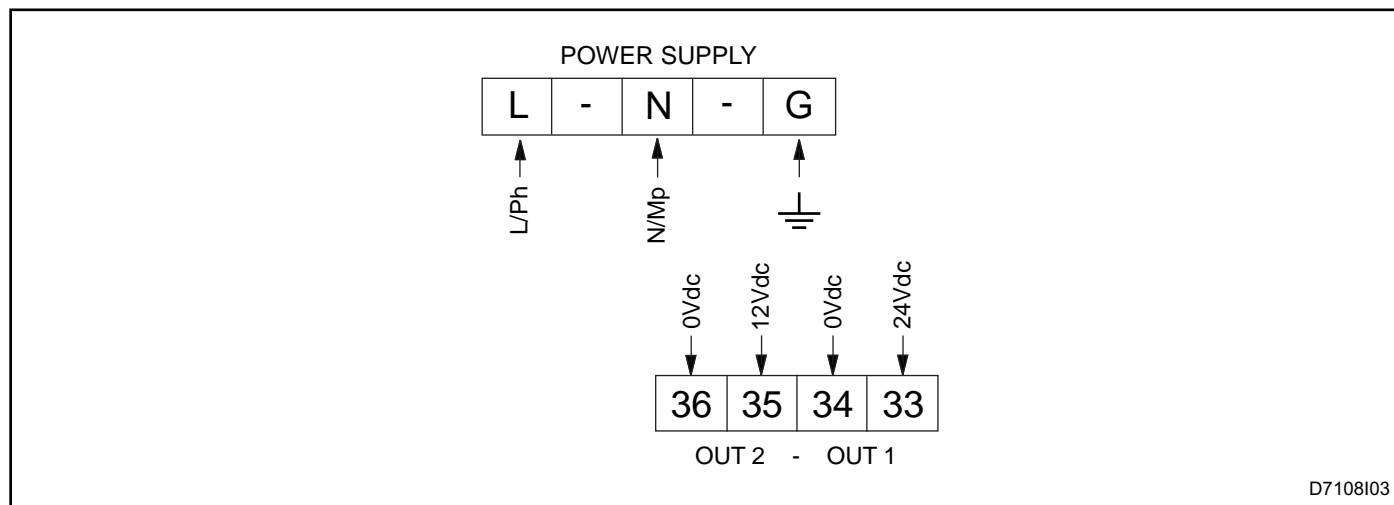 POWER SUPPLY
L - N - G
L/Ph
N/Mp
0Vdc
12Vdc
0Vdc
24Vdc
36 35 34 33
OUT 2 - OUT 1
D7108I03